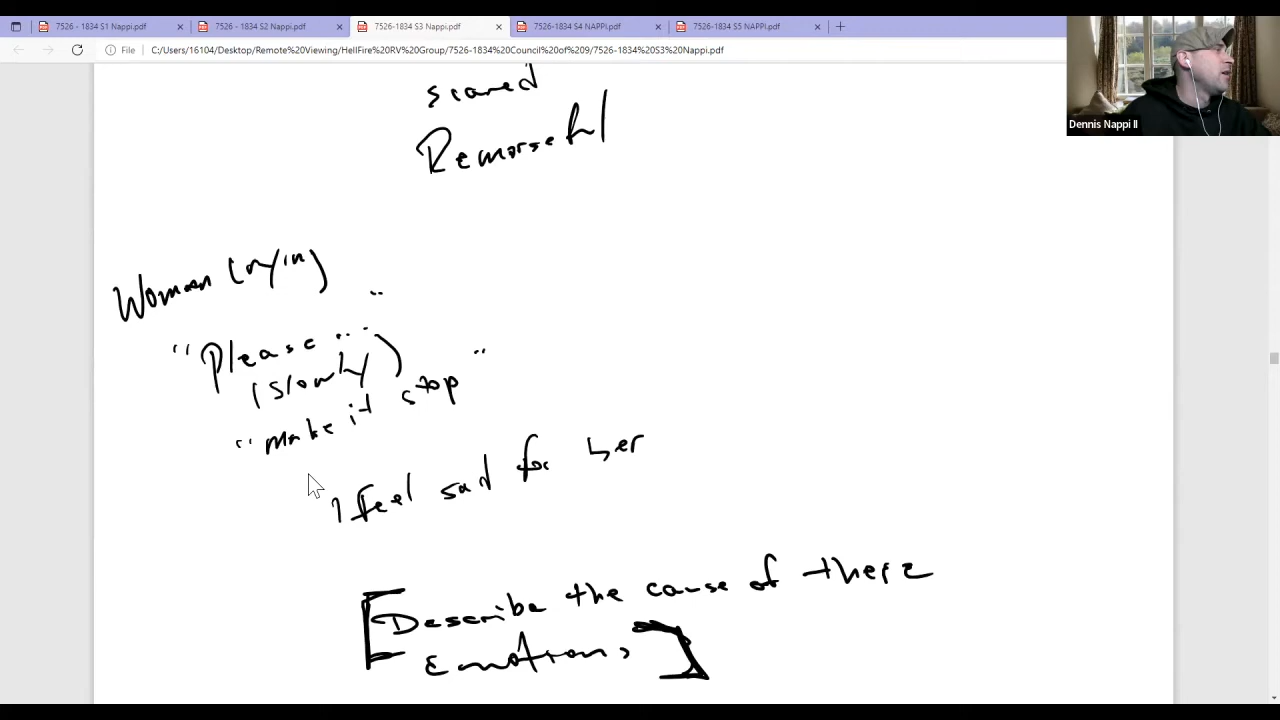 7526 - 1834 S1 Nappi.pdf
7526 - 1834 S2 Nappi.pdf
7526-1834 S3 Nappi.pdf
7526-1834 S4 NAPPI.pdf
7526-1834 S5 NAPPI.pdf
File
C:/Users/16104/Desktop/Remote%20Viewing/HellFire%20RV%20Group/7526-1834%20Council%20of%209/7526-1834%20S3%20Nappi.pdf
Dennis Nappi II
scared
Remorseful
Woman Crying
"Please ..."
(Slowly)
"make it stop"
I feel sad for her
[Describe the cause of these
Emotions]